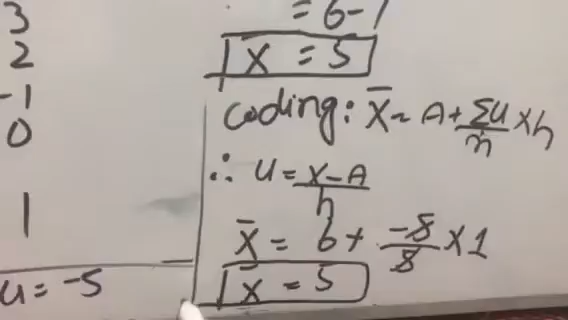 3
2
-1
0
1
u = -5
= 6-1
x = 5
Coding: x̄ = A + Σu/n × h
∴ u = x-A/h
x̄ = 6 + -8/8 × 1
x̄ = 5